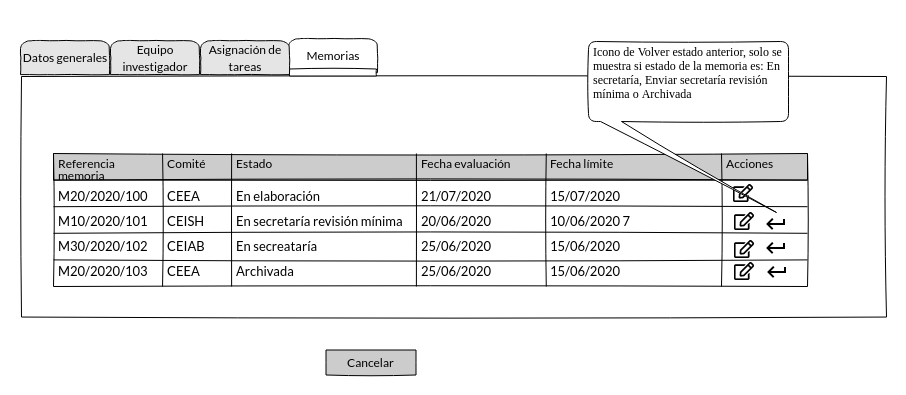 Datos generales
Equipo
investigador
Asignación de
tareas
Memorias
Icono de Volver estado anterior, solo se
muestra si estado de la memoria es: En
secretaría, Enviar secretaría revisión
mínima o Archivada
Referencia
memoria
Comité
Estado
Fecha evaluación
Fecha límite
Acciones
M20/2020/100 CEEA En elaboración 21/07/2020 15/07/2020
M10/2020/101 CEISH En secretaría revisión mínima 20/06/2020 10/06/2020 7
M30/2020/102 CEIAB En secreataría 25/06/2020 15/06/2020
M20/2020/103 CEEA Archivada 25/06/2020 15/06/2020
Cancelar